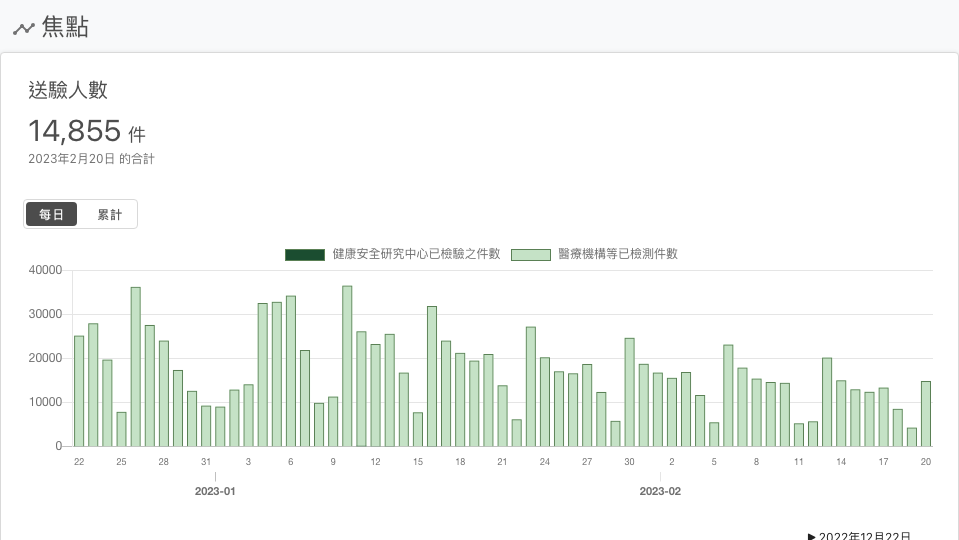 焦點
送驗人數
14,855 件
2023年2月20日 的合計
每日 累計
健康安全研究中心已檢驗之件數 醫療機構等已檢測件數
40000
30000
20000
10000
0
22 25 28 31 3 6 9 12 15 18 21 24 27 30 2 5 8 11 14 17 20
2023-01 2023-02
▶ 2022年12月22日